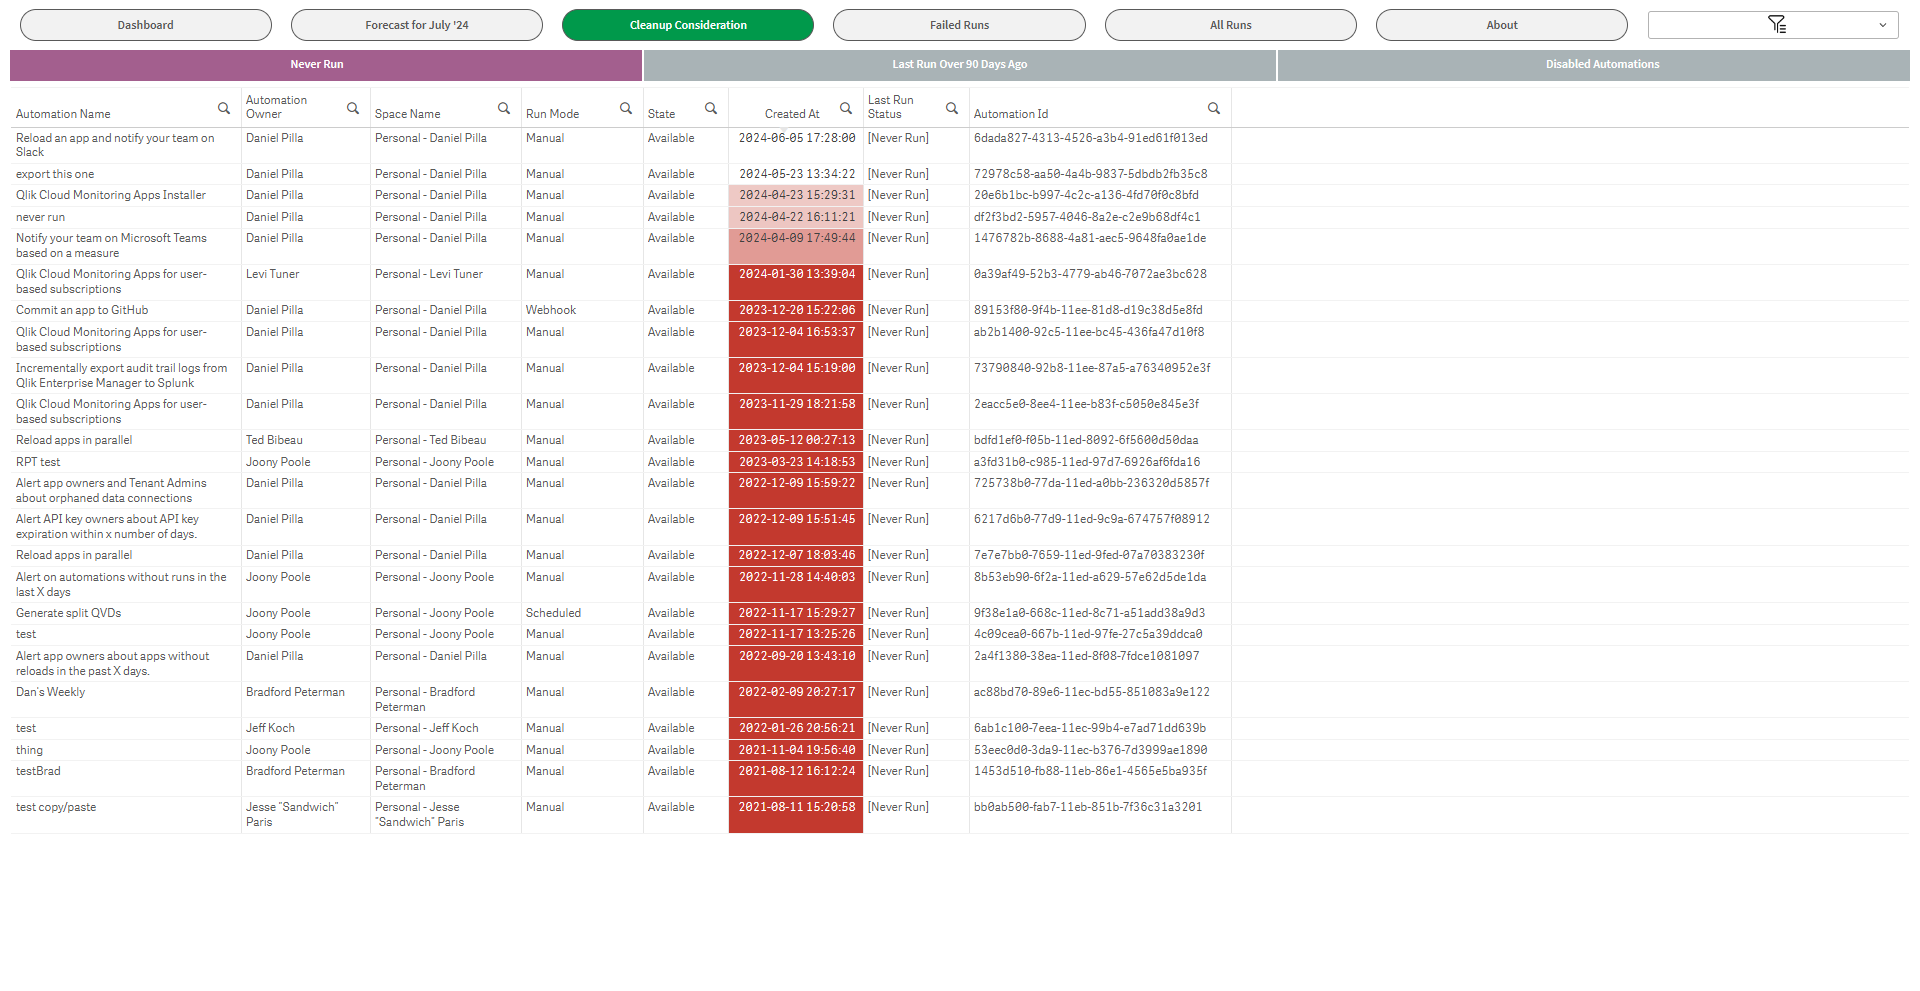 Dashboard Forecast for July '24 Cleanup Consideration Failed Runs All Runs About
Never Run Last Run Over 90 Days Ago Disabled Automations
Automation Name Automation Owner Space Name Run Mode State Created At Last Run Status Automation Id
Reload an app and notify your team on Slack Daniel Pilla Personal - Daniel Pilla Manual Available 2024-06-05 17:28:00 [Never Run] 6dada827-4313-4526-a3b4-91ed61f013ed
export this one Daniel Pilla Personal - Daniel Pilla Manual Available 2024-05-23 13:34:22 [Never Run] 72978c58-aa50-4a4b-9837-5dbdb2fb35c8
Qlik Cloud Monitoring Apps Installer Daniel Pilla Personal - Daniel Pilla Manual Available 2024-04-23 15:29:31 [Never Run] 20e6b1bc-b997-4c2c-a136-4fd70f0c8bfd
never run Daniel Pilla Personal - Daniel Pilla Manual Available 2024-04-22 16:11:21 [Never Run] df2f3bd2-5957-4046-8a2e-c2e9b68df4c1
Notify your team on Microsoft Teams based on a measure Daniel Pilla Personal - Daniel Pilla Manual Available 2024-04-09 17:49:44 [Never Run] 1476782b-8688-4a81-aec5-9648fa0ae1de
Qlik Cloud Monitoring Apps for user-based subscriptions Levi Tuner Personal - Levi Tuner Manual Available 2024-01-30 13:39:04 [Never Run] 0a39af49-52b3-4779-ab46-7072ae3bc628
Commit an app to GitHub Daniel Pilla Personal - Daniel Pilla Webhook Available 2023-12-20 15:22:06 [Never Run] 89153f80-9f4b-11ee-81d8-d19c38d5e8fd
Qlik Cloud Monitoring Apps for user-based subscriptions Daniel Pilla Personal - Daniel Pilla Manual Available 2023-12-04 16:53:37 [Never Run] ab2b1400-92c5-11ee-bc45-436fa47d10f8
Incrementally export audit trail logs from Qlik Enterprise Manager to Splunk Daniel Pilla Personal - Daniel Pilla Manual Available 2023-12-04 15:19:00 [Never Run] 73790840-92b8-11ee-87a5-a76340952e3f
Qlik Cloud Monitoring Apps for user-based subscriptions Daniel Pilla Personal - Daniel Pilla Manual Available 2023-11-29 18:21:58 [Never Run] 2eacc5e0-8ee4-11ee-b83f-c5050e845e3f
Reload apps in parallel Ted Bibeau Personal - Ted Bibeau Manual Available 2023-05-12 00:27:13 [Never Run] bdfd1ef0-f05b-11ed-8092-6f5600d50daa
RPT test Joony Poole Personal - Joony Poole Manual Available 2023-03-23 14:18:53 [Never Run] a3fd31b0-c985-11ed-97d7-6926af6fda16
Alert app owners and Tenant Admins about orphaned data connections Daniel Pilla Personal - Daniel Pilla Manual Available 2022-12-09 15:59:22 [Never Run] 725738b0-77da-11ed-a0bb-236320d5857f
Alert API key owners about API key expiration within x number of days. Daniel Pilla Personal - Daniel Pilla Manual Available 2022-12-09 15:51:45 [Never Run] 6217d6b0-77d9-11ed-9c9a-674757f08912
Reload apps in parallel Daniel Pilla Personal - Daniel Pilla Manual Available 2022-12-07 18:03:46 [Never Run] 7e7e7bb0-7659-11ed-9fed-07a70383230f
Alert on automations without runs in the last X days Joony Poole Personal - Joony Poole Manual Available 2022-11-28 14:40:03 [Never Run] 8b53eb90-6f2a-11ed-a629-57e62d5de1da
Generate split QVDs Joony Poole Personal - Joony Poole Scheduled Available 2022-11-17 15:29:27 [Never Run] 9f38e1a0-668c-11ed-8c71-a51add38a9d3
test Joony Poole Personal - Joony Poole Manual Available 2022-11-17 13:25:26 [Never Run] 4c09cea0-667b-11ed-97fe-27c5a39ddca0
Alert app owners about apps without reloads in the past X days. Daniel Pilla Personal - Daniel Pilla Manual Available 2022-09-20 13:43:10 [Never Run] 2a4f1380-38ea-11ed-8f08-7fdce1081097
Dan's Weekly Bradford Peterman Personal - Bradford Peterman Manual Available 2022-02-09 20:27:17 [Never Run] ac88bd70-89e6-11ec-bd55-851083a9e122
test Jeff Koch Personal - Jeff Koch Manual Available 2022-01-26 20:56:21 [Never Run] 6ab1c100-7eea-11ec-99b4-e7ad71dd639b
thing Joony Poole Personal - Joony Poole Manual Available 2021-11-04 19:56:40 [Never Run] 53eec0d0-3da9-11ec-b376-7d3999ae1890
testBrad Bradford Peterman Personal - Bradford Peterman Manual Available 2021-08-12 16:12:24 [Never Run] 1453d510-fb88-11eb-86e1-4565e5ba935f
test copy/paste Jesse "Sandwich" Paris Personal - Jesse "Sandwich" Paris Manual Available 2021-08-11 15:20:58 [Never Run] bb0ab500-fab7-11eb-851b-7f36c31a3201